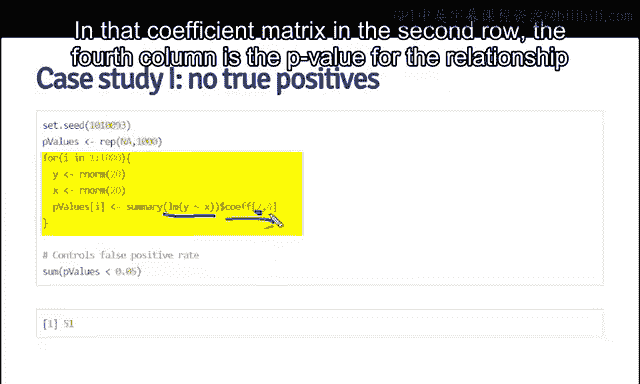 In that coefficient matrix in the second row, the
fourth column is the p-value for the relationship
Case study I: no true positives
set.seed(1010093)
pValues <- rep(NA,1000)
for(i in 1:1000){
y <- rnorm(20)
x <- rnorm(20)
pValues[i] <- summary(lm(y ~ x))$coeff[2,4]
}
# Controls false positive rate
sum(pValues < 0.05)
[1] 51